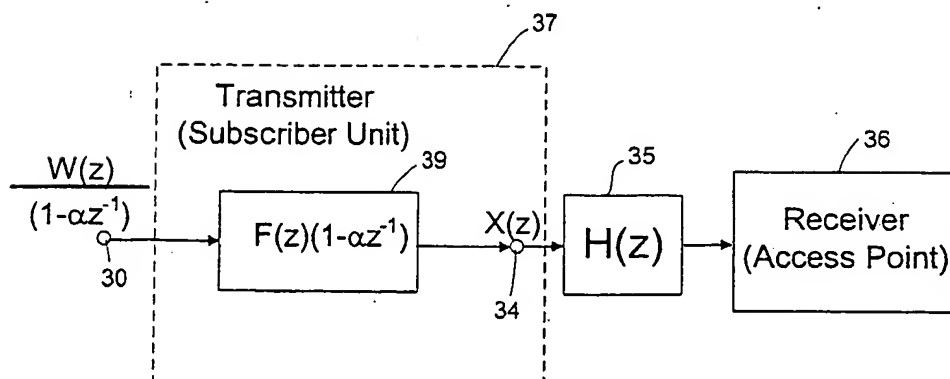 37
Transmitter
(Subscriber Unit)
39
35
36
W(z)
(1-αz⁻¹)
F(z)(1-αz⁻¹)
X(z)
H(z)
Receiver
(Access Point)
30
34